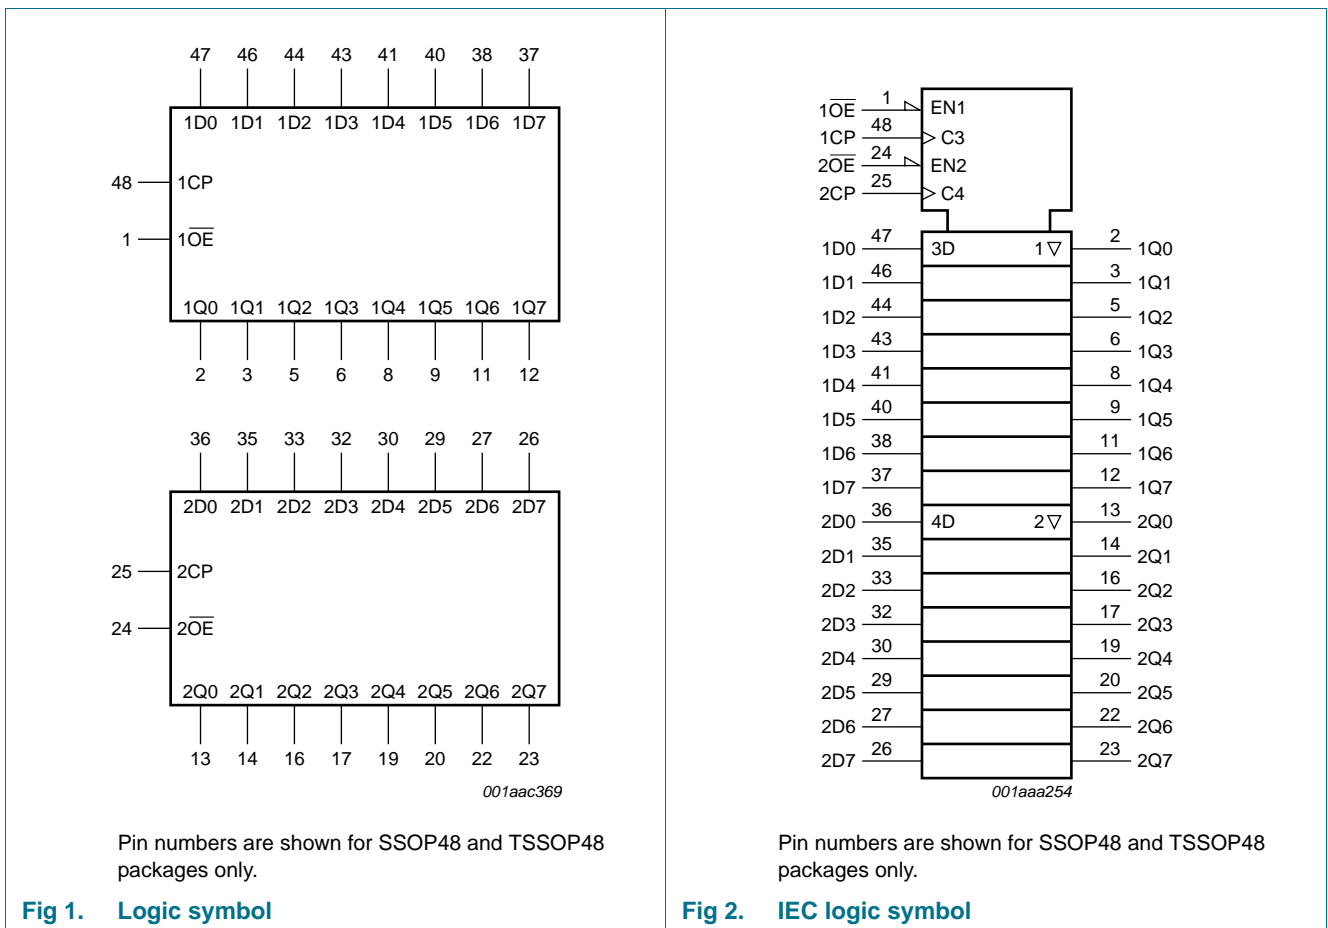 47 46 44 43 41 40 38 37
1D0 1D1 1D2 1D3 1D4 1D5 1D6 1D7
48 1CP
1 1O̅E̅
1Q0 1Q1 1Q2 1Q3 1Q4 1Q5 1Q6 1Q7
2 3 5 6 8 9 11 12
36 35 33 32 30 29 27 26
2D0 2D1 2D2 2D3 2D4 2D5 2D6 2D7
25 2CP
24 2O̅E̅
2Q0 2Q1 2Q2 2Q3 2Q4 2Q5 2Q6 2Q7
13 14 16 17 19 20 22 23
001aac369
Pin numbers are shown for SSOP48 and TSSOP48
packages only.
Fig 1. Logic symbol
1O̅E̅ 1 EN1
1CP 48 C3
2O̅E̅ 24 EN2
2CP 25 C4
1D0 47 3D 1 ▽ 2 1Q0
1D1 46 3 1Q1
1D2 44 5 1Q2
1D3 43 6 1Q3
1D4 41 8 1Q4
1D5 40 9 1Q5
1D6 38 11 1Q6
1D7 37 12 1Q7
2D0 36 4D 2 ▽ 13 2Q0
2D1 35 14 2Q1
2D2 33 16 2Q2
2D3 32 17 2Q3
2D4 30 19 2Q4
2D5 29 20 2Q5
2D6 27 22 2Q6
2D7 26 23 2Q7
001aaa254
Pin numbers are shown for SSOP48 and TSSOP48
packages only.
Fig 2. IEC logic symbol